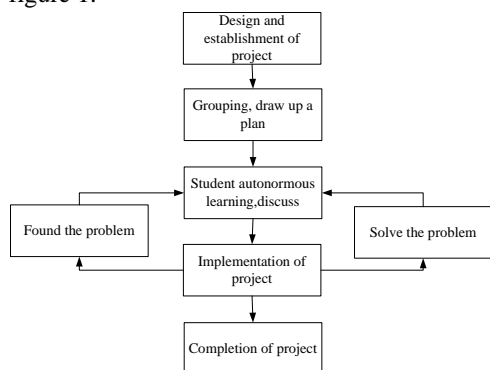 figure 1.
Design and
establishment of
project
Grouping, draw up a
plan
Student autonormous
learning,discuss
Found the problem
Solve the problem
Implementation of
project
Completion of project